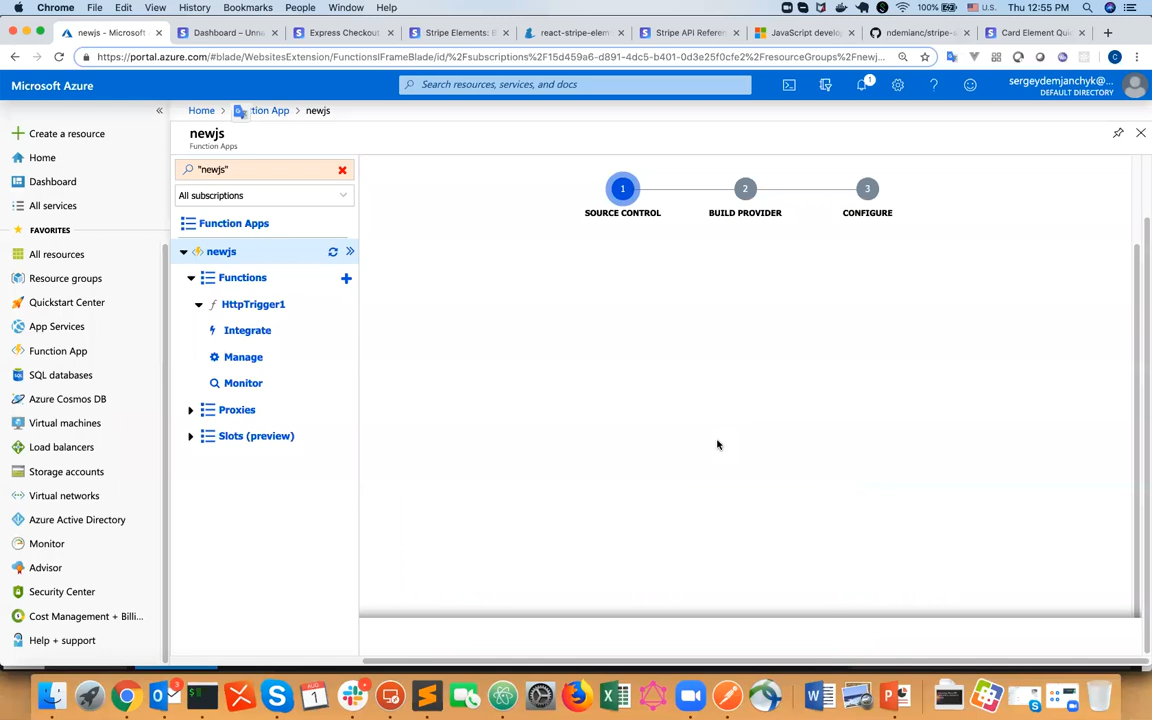 Chrome File Edit View History Bookmarks People Window Help 100% U.S. Thu 12:55 PM
newjs - Microsoft Dashboard – Unna Express Checkout Stripe Elements: B react-stripe-elem Stripe API Referen JavaScript develop ndemianc/stripe-s Card Element Qui
https://portal.azure.com/#blade/WebsitesExtension/FunctionsIFrameBlade/id/%2Fsubscriptions%2F15d459a6-d891-4dc5-b401-0d3e25f0cfe2%2FresourceGroups%2Fnewj...
Microsoft Azure
Search resources, services, and docs
1
sergeydemjanchyk@...
DEFAULT DIRECTORY
Home > tion App > newjs
newjs
Function Apps
Create a resource
Home
Dashboard
All services
FAVORITES
All resources
Resource groups
Quickstart Center
App Services
Function App
SQL databases
Azure Cosmos DB
Virtual machines
Load balancers
Storage accounts
Virtual networks
Azure Active Directory
Monitor
Advisor
Security Center
Cost Management + Billi...
Help + support
"newjs"
All subscriptions
Function Apps
newjs
Functions
HttpTrigger1
Integrate
Manage
Monitor
Proxies
Slots (preview)
1 2 3
SOURCE CONTROL BUILD PROVIDER CONFIGURE